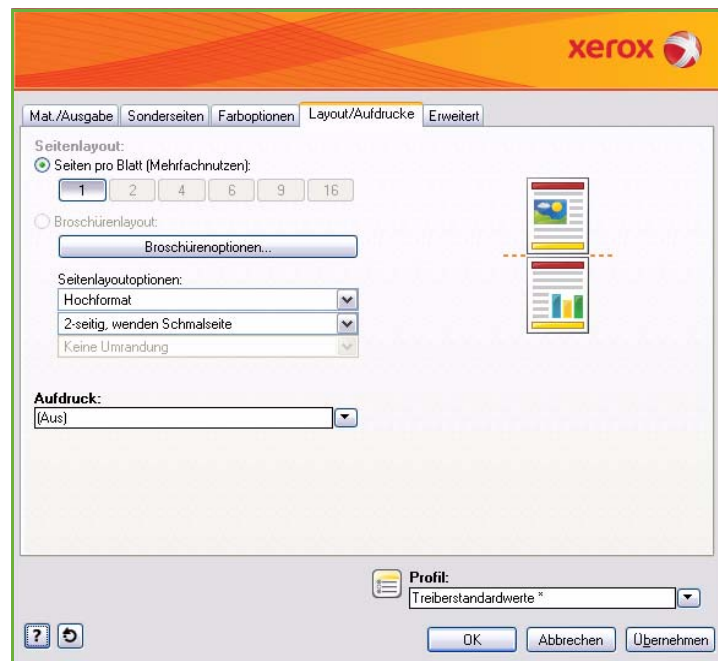 xerox
Mat./Ausgabe Sonderseiten Farboptionen Layout/Aufdrucke Erweitert
Seitenlayout:
Seiten pro Blatt (Mehrfachnutzen):
1 2 4 6 9 16
Broschürenlayout:
Broschürenoptionen...
Seitenlayoutoptionen:
Hochformat
2-seitig, wenden Schmalseite
Keine Umrandung
Aufdruck:
(Aus)
Profil:
Treiberstandardwerte *
? OK Abbrechen Übernehmen